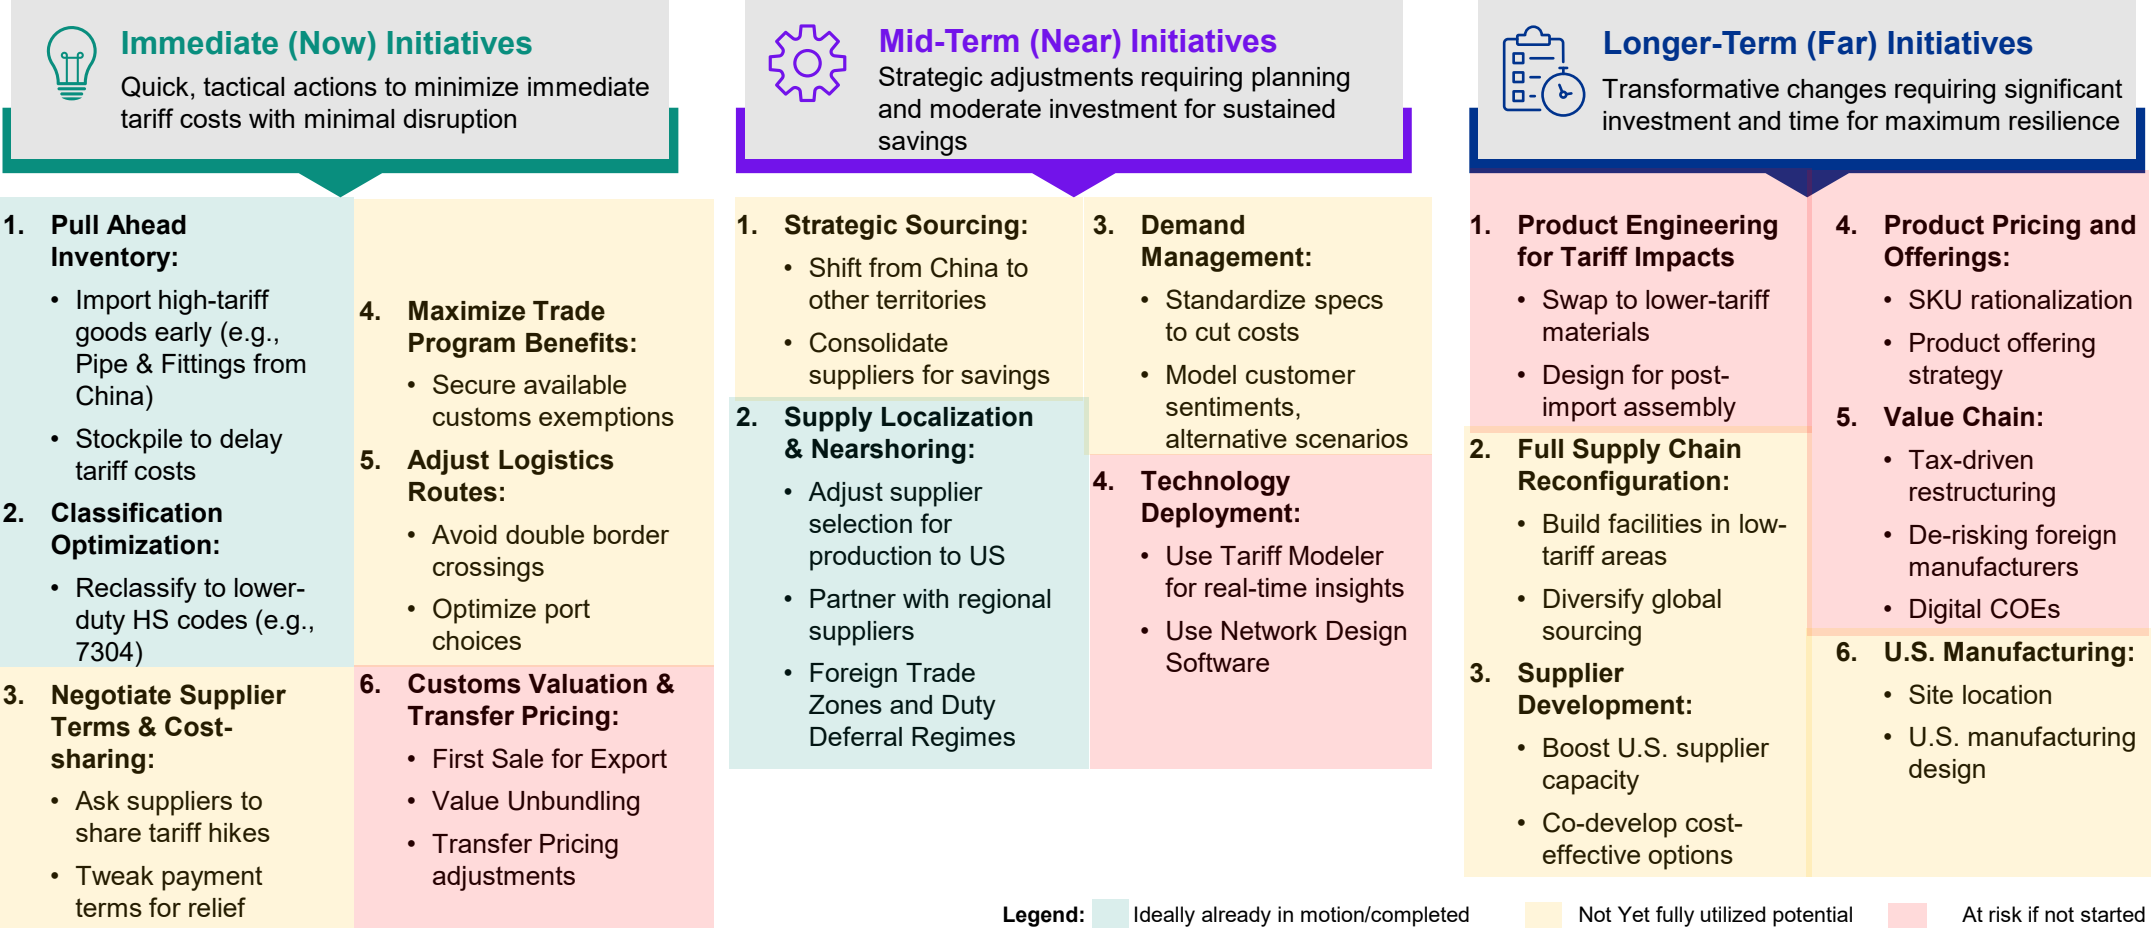 Immediate (Now) Initiatives
Quick, tactical actions to minimize immediate
tariff costs with minimal disruption
1. Pull Ahead
Inventory:
• Import high-tariff
goods early (e.g.,
Pipe & Fittings from
China)
• Stockpile to delay
tariff costs
2. Classification
Optimization:
• Reclassify to lower-
duty HS codes (e.g.,
7304)
3. Negotiate Supplier
Terms & Cost-
sharing:
• Ask suppliers to
share tariff hikes
• Tweak payment
terms for relief
4. Maximize Trade
Program Benefits:
• Secure available
customs exemptions
5. Adjust Logistics
Routes:
• Avoid double border
crossings
• Optimize port
choices
6. Customs Valuation &
Transfer Pricing:
• First Sale for Export
• Value Unbundling
• Transfer Pricing
adjustments
Mid-Term (Near) Initiatives
Strategic adjustments requiring planning
and moderate investment for sustained
savings
1. Strategic Sourcing:
• Shift from China to
other territories
• Consolidate
suppliers for savings
2. Supply Localization
& Nearshoring:
• Adjust supplier
selection for
production to US
• Partner with regional
suppliers
• Foreign Trade
Zones and Duty
Deferral Regimes
3. Demand
Management:
• Standardize specs
to cut costs
• Model customer
sentiments,
alternative scenarios
4. Technology
Deployment:
• Use Tariff Modeler
for real-time insights
• Use Network Design
Software
Longer-Term (Far) Initiatives
Transformative changes requiring significant
investment and time for maximum resilience
1. Product Engineering
for Tariff Impacts
• Swap to lower-tariff
materials
• Design for post-
import assembly
2. Full Supply Chain
Reconfiguration:
• Build facilities in low-
tariff areas
• Diversify global
sourcing
3. Supplier
Development:
• Boost U.S. supplier
capacity
• Co-develop cost-
effective options
4. Product Pricing and
Offerings:
• SKU rationalization
• Product offering
strategy
5. Value Chain:
• Tax-driven
restructuring
• De-risking foreign
manufacturers
• Digital COEs
6. U.S. Manufacturing:
• Site location
• U.S. manufacturing
design
Legend: Ideally already in motion/completed Not Yet fully utilized potential At risk if not started